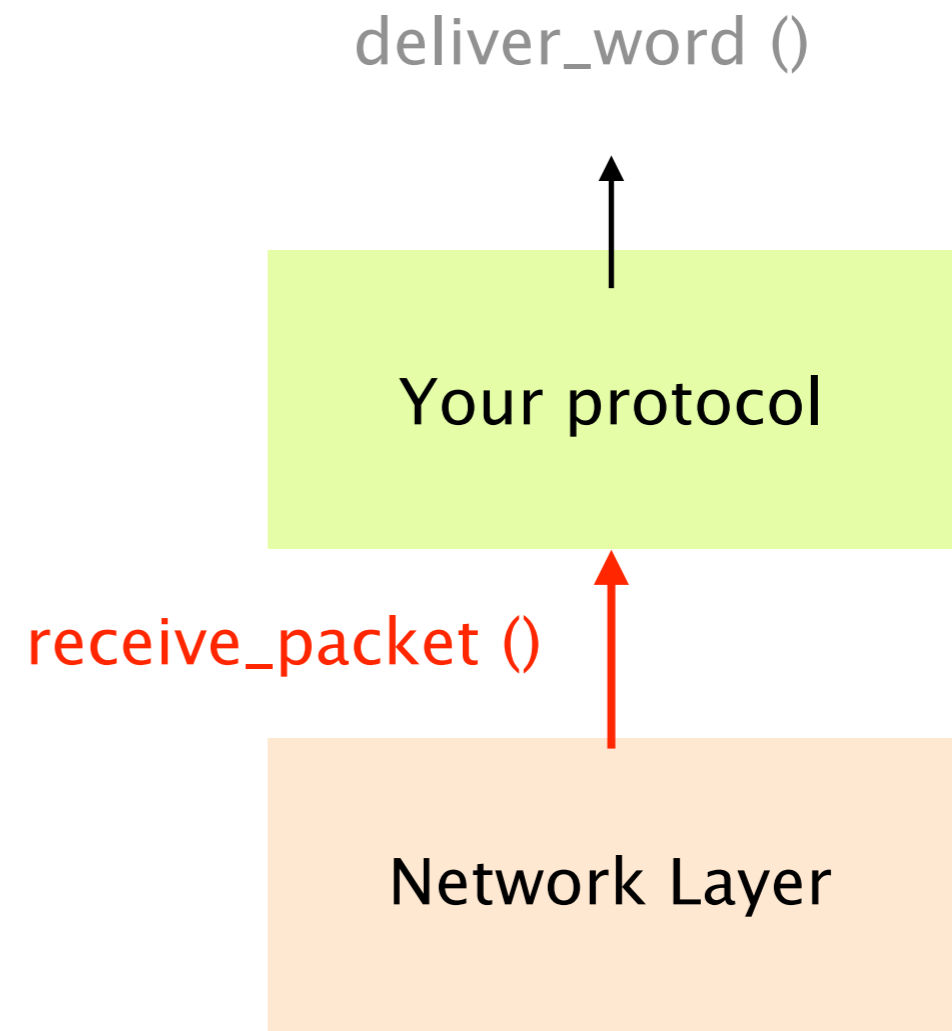 deliver_word ()
Your protocol
receive_packet ()
Network Layer